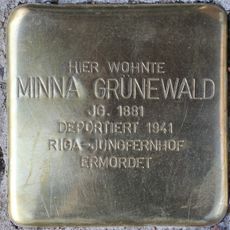 HIER WOHNTE
MINNA GRÜNEWALD
JG. 1881
DEPORTIERT 1941
RIGA-JUNGFERNHOF
ERMORDET